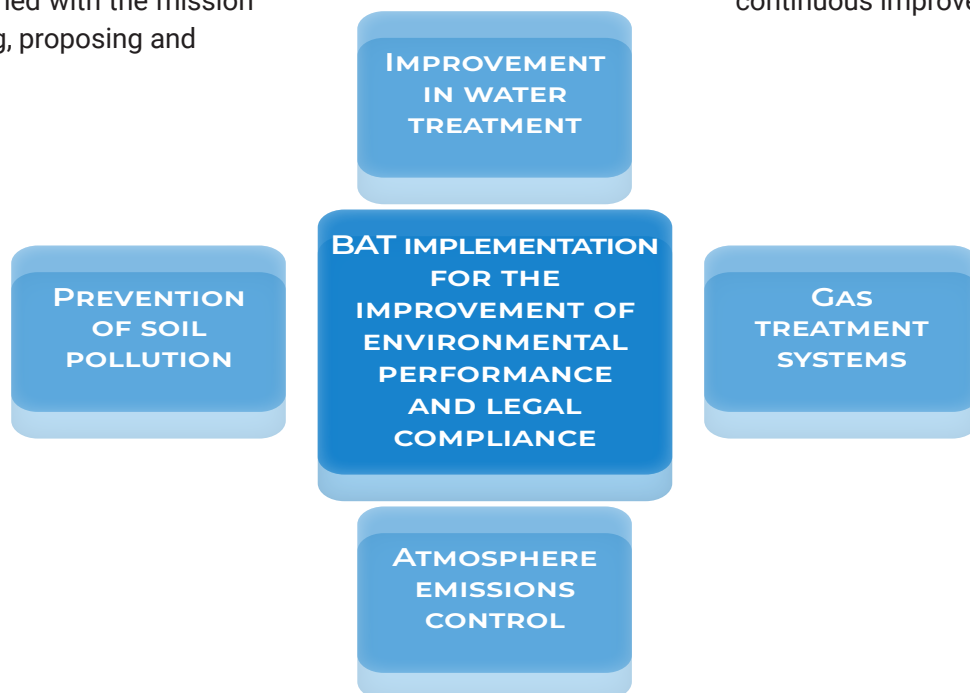 ned with the mission
g, proposing and
continuous improve
IMPROVEMENT
IN WATER
TREATMENT
PREVENTION
OF SOIL
POLLUTION
BAT IMPLEMENTATION
FOR THE
IMPROVEMENT OF
ENVIRONMENTAL
PERFORMANCE
AND LEGAL
COMPLIANCE
GAS
TREATMENT
SYSTEMS
ATMOSPHERE
EMISSIONS
CONTROL